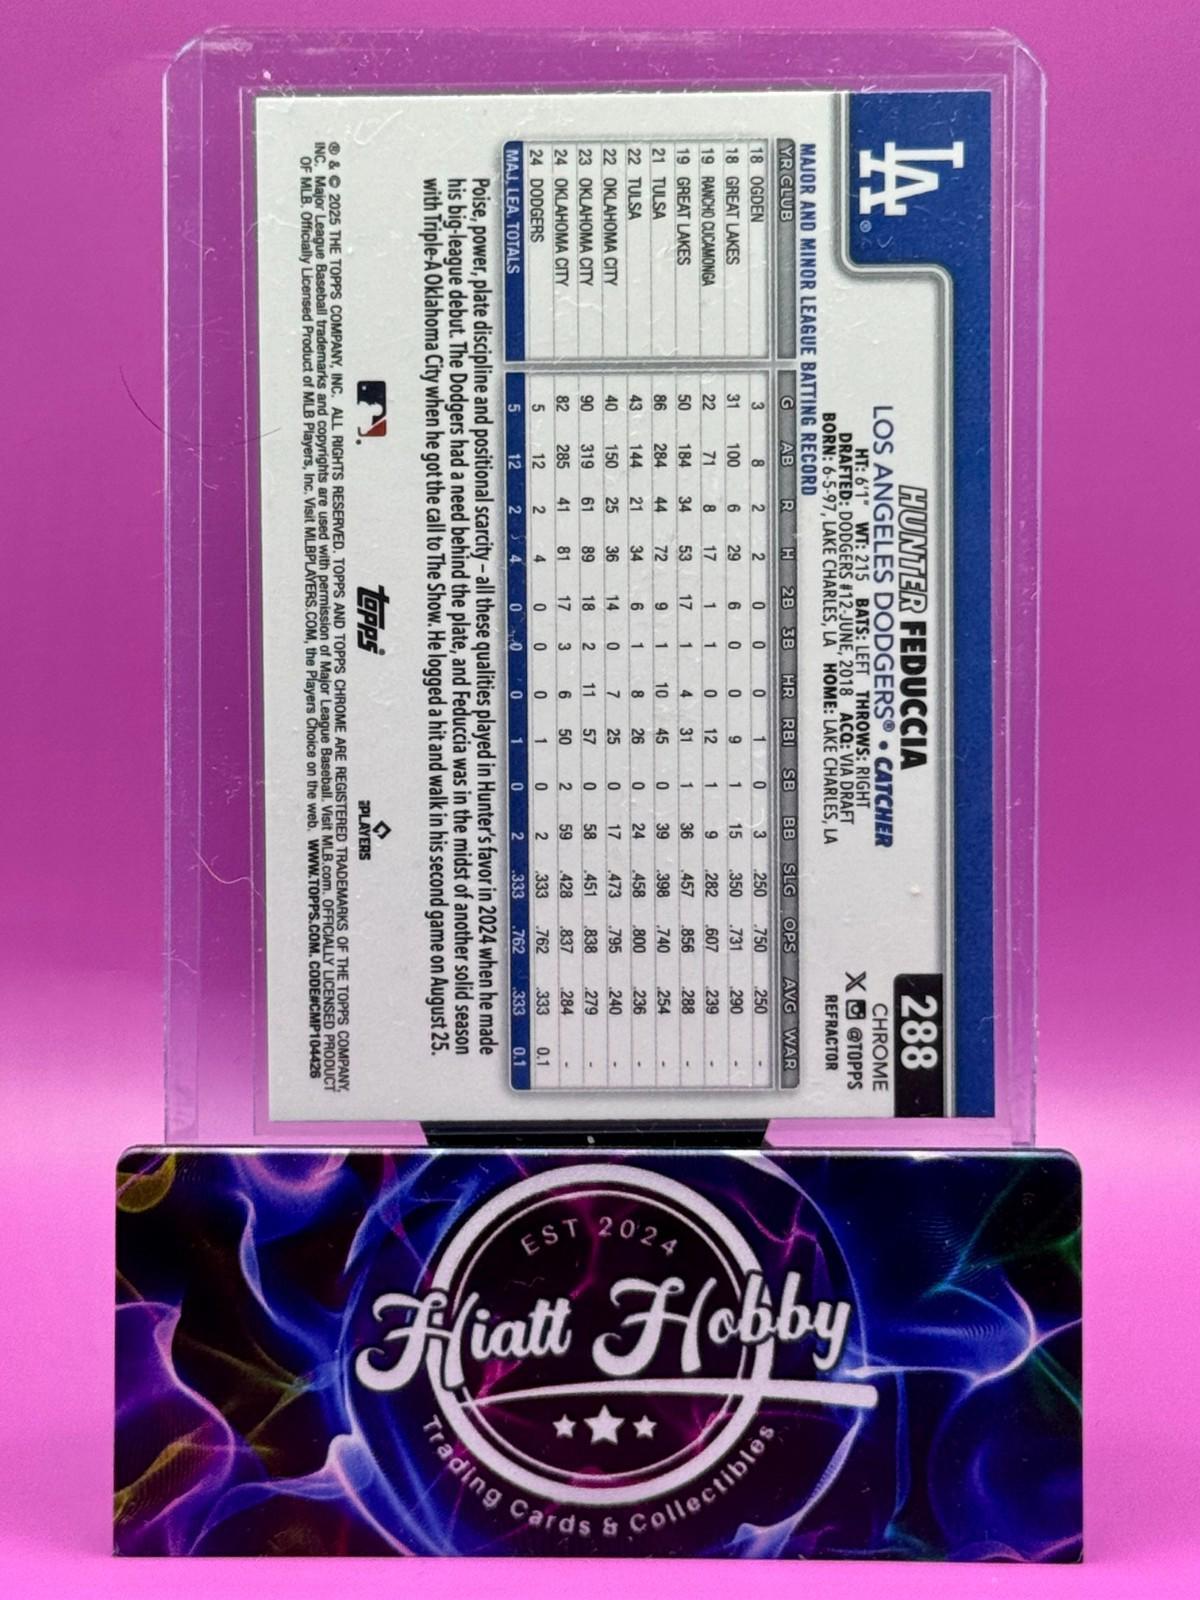 LA®
288
HUNTER FEDUCCIA
LOS ANGELES DODGERS® • CATCHER
CHROME
HT: 6'1" WT: 215 BATS: LEFT THROWS: RIGHT
X @TOPPS
DRAFTED: DODGERS #12-JUNE, 2018 ACQ: VIA DRAFT
REFRACTOR
BORN: 6-5-97, LAKE CHARLES, LA HOME: LAKE CHARLES, LA
MAJOR AND MINOR LEAGUE BATTING RECORD
YR CLUB G AB R H 2B 3B HR RBI SB BB SLG OPS AVG WAR
18 OGDEN 3 8 2 2 0 0 0 1 0 3 .250 .750 .250 -
18 GREAT LAKES 31 100 6 29 6 0 0 9 1 15 .350 .731 .290 -
19 RANCHO CUCAMONGA 22 71 8 17 1 1 0 12 1 9 .282 .607 .239 -
19 GREAT LAKES 50 184 34 53 17 1 4 31 1 36 .457 .856 .288 -
21 TULSA 86 284 44 72 9 1 10 45 0 39 .398 .740 .254 -
22 TULSA 43 144 21 34 6 1 8 26 0 24 .458 .800 .236 -
22 OKLAHOMA CITY 40 150 25 36 14 0 7 25 0 17 .473 .795 .240 -
23 OKLAHOMA CITY 90 319 61 89 18 2 11 57 0 58 .451 .838 .279 -
24 OKLAHOMA CITY 82 285 41 81 17 3 6 50 2 59 .428 .837 .284 -
24 DODGERS 5 12 2 4 0 0 0 1 0 2 .333 .762 .333 0.1
MAJ. LEA. TOTALS 5 12 2 4 0 0 0 1 0 2 .333 .762 .333 0.1
Poise, power, plate discipline and positional scarcity – all these qualities played in Hunter's favor in 2024 when he made
his big-league debut. The Dodgers had a need behind the plate, and Feduccia was in the midst of another solid season
with Triple-A Oklahoma City when he got the call to The Show. He logged a hit and walk in his second game on August 25.
topps®
PLAYERS
® & © 2025 THE TOPPS COMPANY, INC. ALL RIGHTS RESERVED. TOPPS AND TOPPS CHROME ARE REGISTERED TRADEMARKS OF THE TOPPS COMPANY,
INC. Major League Baseball trademarks and copyrights are used with permission of Major League Baseball. Visit MLB.com. OFFICIALLY LICENSED PRODUCT
OF MLB. Officially Licensed Product of MLB Players, Inc. Visit MLBPLAYERS.COM, the Players Choice on the web. WWW.TOPPS.COM. CODE#CMP104426
EST 2024
Hiatt Hobby
Trading Cards & Collectibles